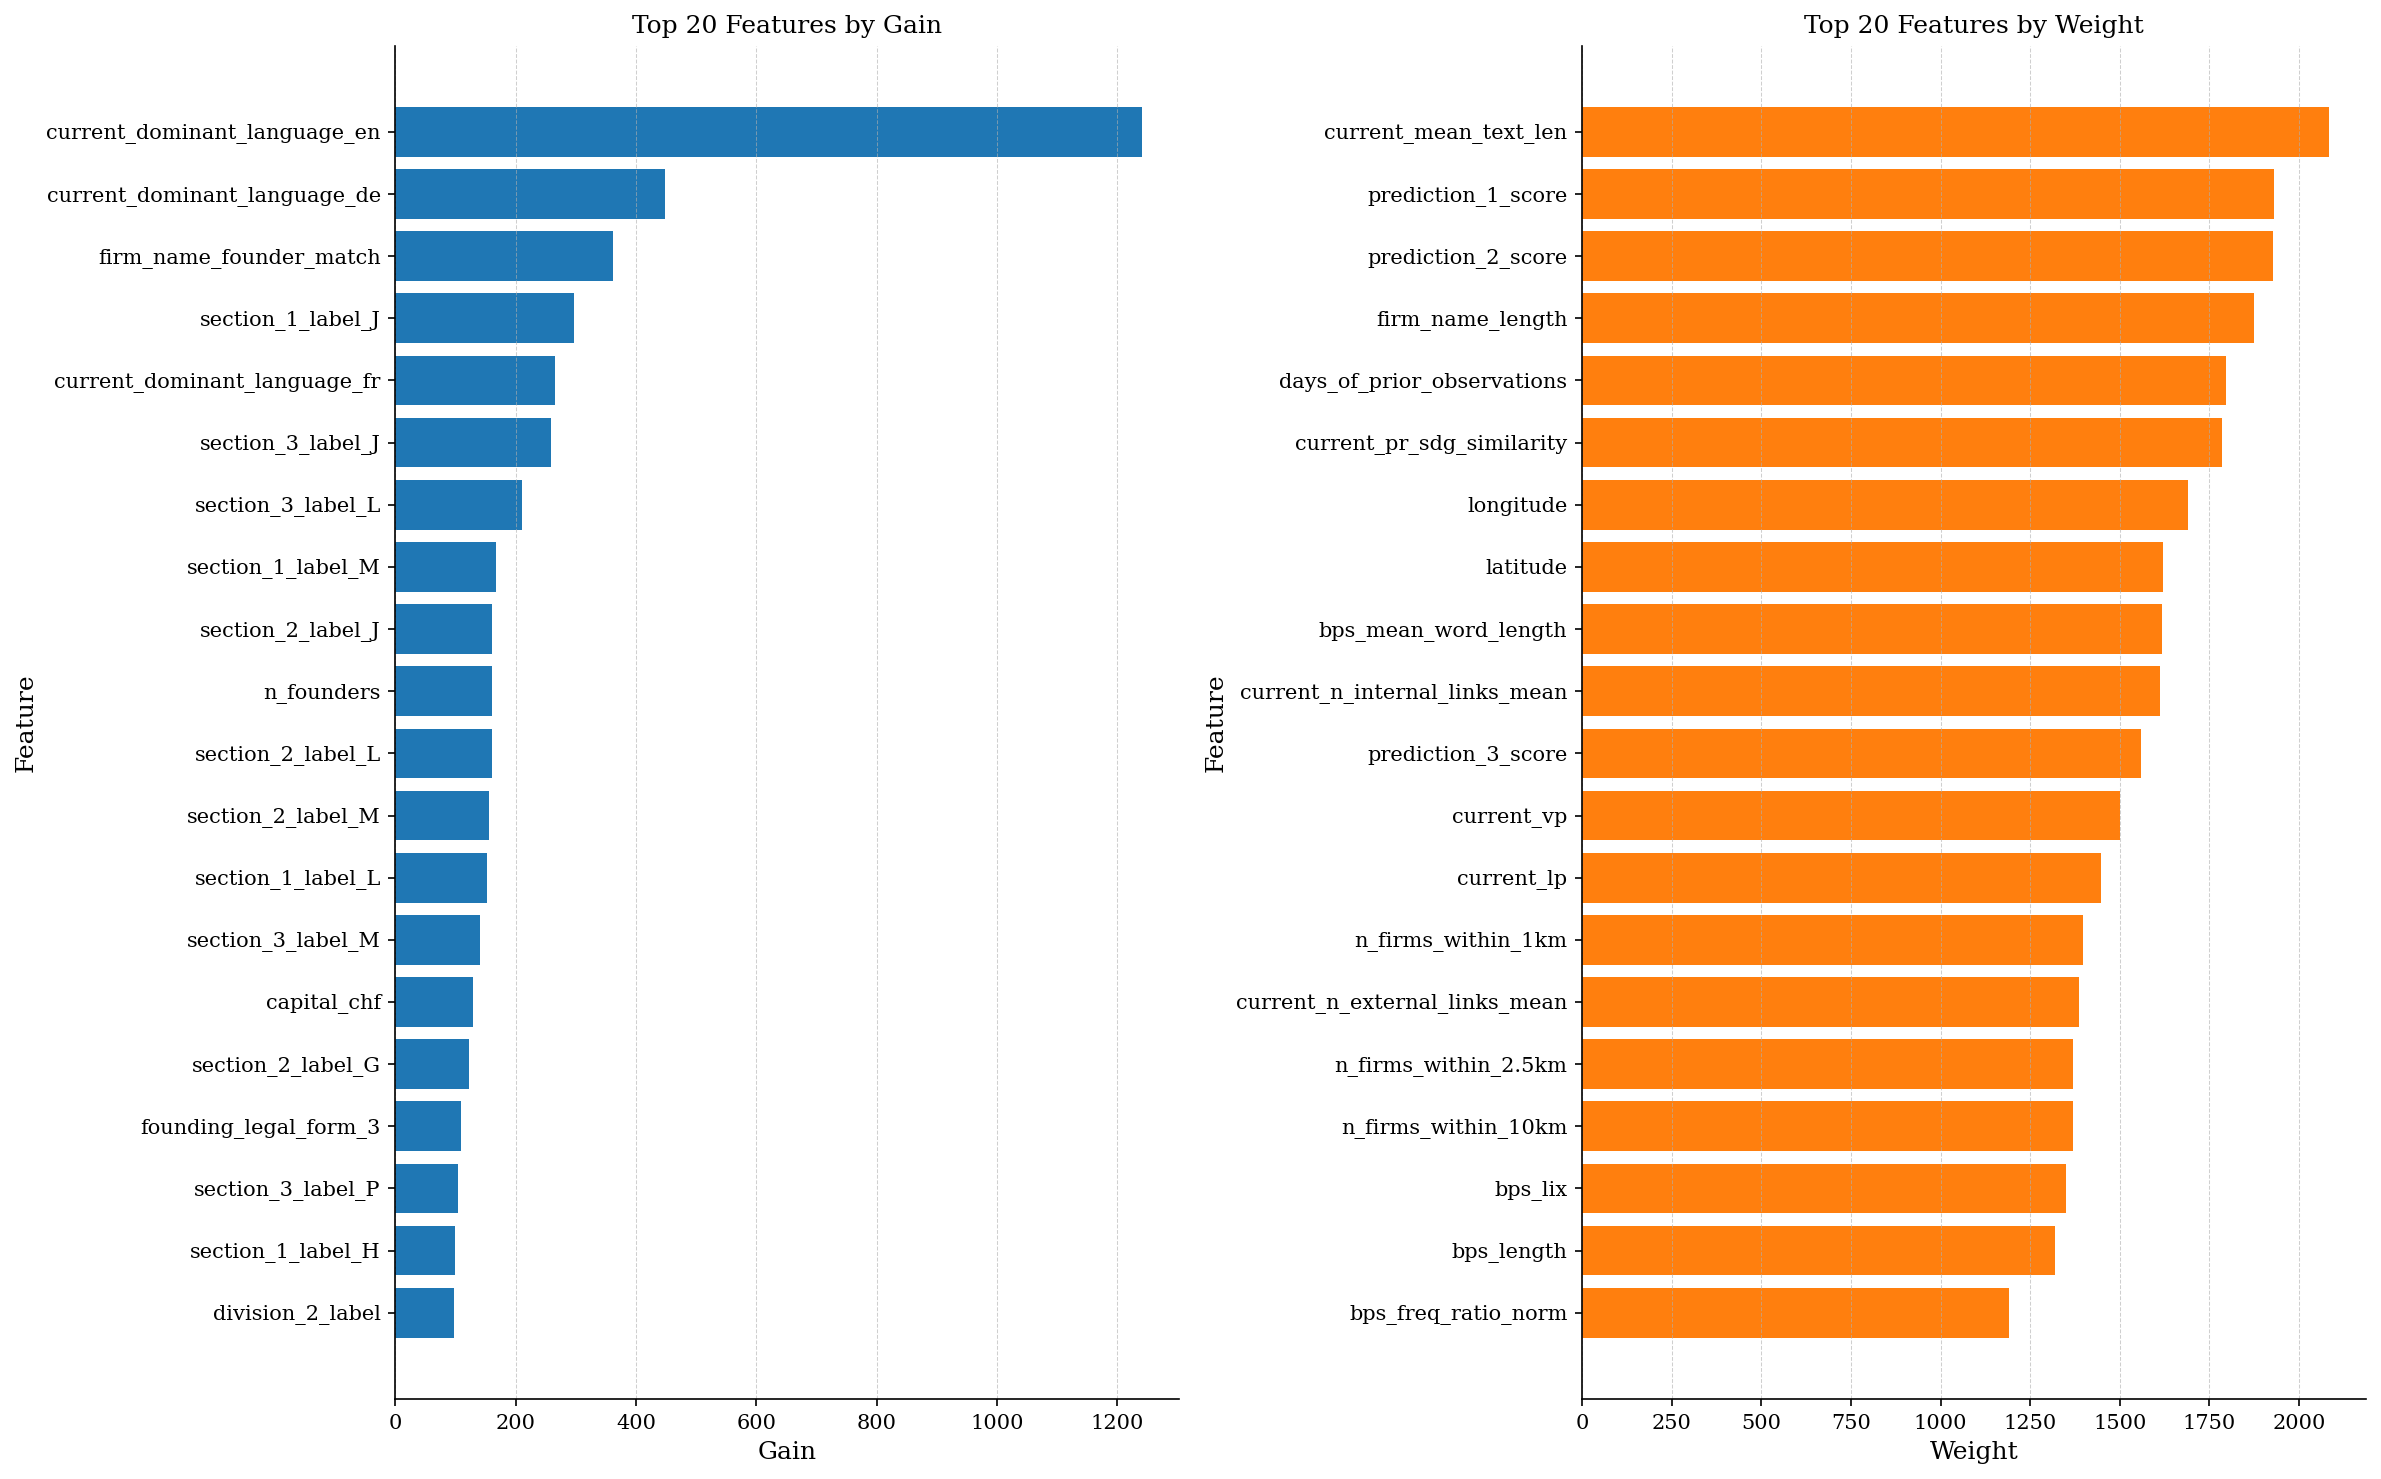 Top 20 Features by Gain
current_dominant_language_en
current_dominant_language_de
firm_name_founder_match
section_1_label_J
current_dominant_language_fr
section_3_label_J
section_3_label_L
section_1_label_M
section_2_label_J
n_founders
section_2_label_L
section_2_label_M
section_1_label_L
section_3_label_M
capital_chf
section_2_label_G
founding_legal_form_3
section_3_label_P
section_1_label_H
division_2_label
Feature
0 200 400 600 800 1000 1200
Gain
Top 20 Features by Weight
current_mean_text_len
prediction_1_score
prediction_2_score
firm_name_length
days_of_prior_observations
current_pr_sdg_similarity
longitude
latitude
bps_mean_word_length
current_n_internal_links_mean
prediction_3_score
current_vp
current_lp
n_firms_within_1km
current_n_external_links_mean
n_firms_within_2.5km
n_firms_within_10km
bps_lix
bps_length
bps_freq_ratio_norm
Feature
0 250 500 750 1000 1250 1500 1750 2000
Weight